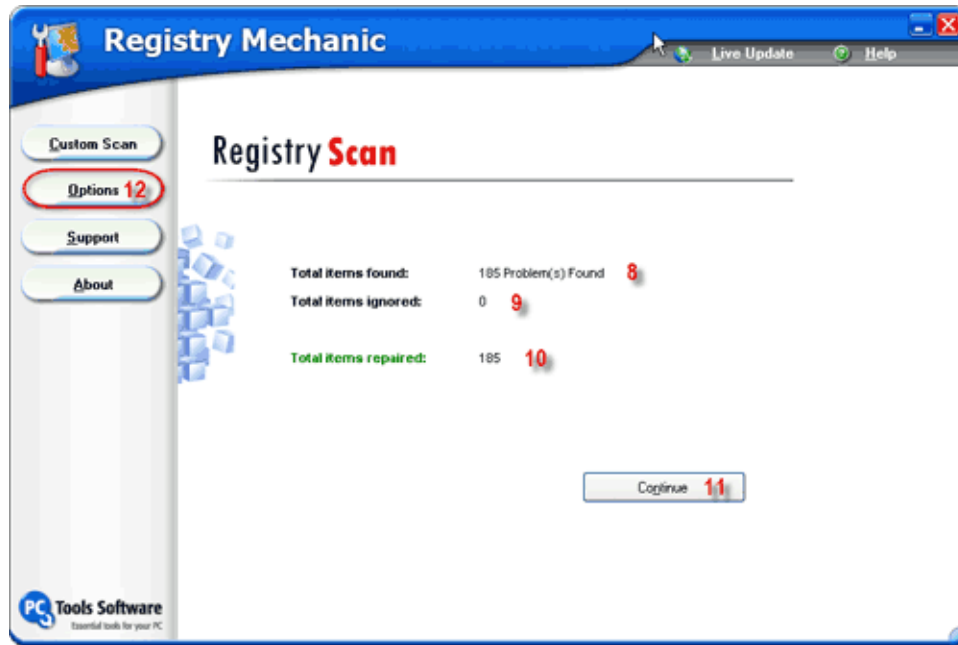 Registry Mechanic
Live Update
Help
Custom Scan
Options 12
Support
About
Registry Scan
Total items found: 185 Problem(s) Found 8
Total items ignored: 0 9
Total items repaired: 185 10
Continue 11
PC Tools Software
Essential tools for your PC